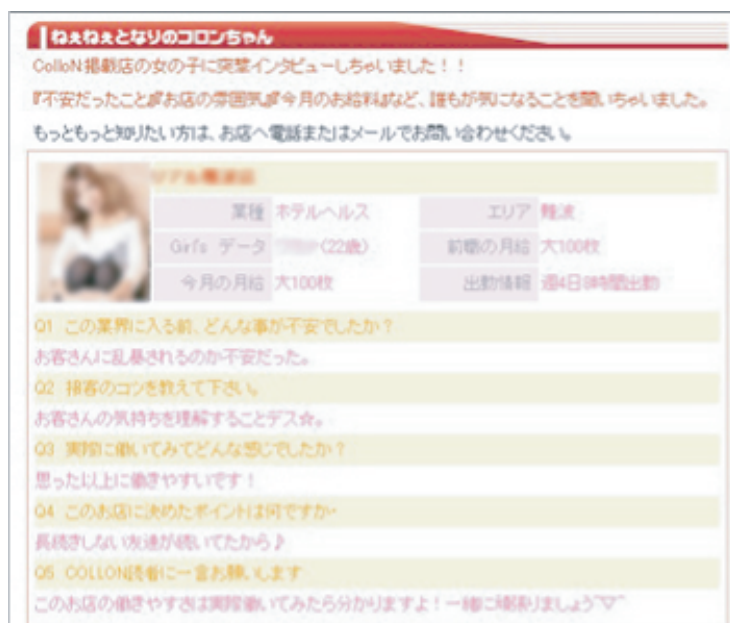 ねぇねぇとなりのコロンちゃん
ColloN掲載店の女の子に突撃インタビューしちゃいました！！
『不安だったこと』『お店の雰囲気』『今月のお給料は』など、誰もが気になることを聞いちゃいました。
もっともっと知りたい方は、お店へ電話またはメールでお問い合わせください。
業種 ホテルヘルス エリア 難波
Girls データ (22歳) 前職の月給 大100枚
今月の月給 大100枚 出勤情報 週4日8時間出勤
Q1 この業界に入る前、どんな事が不安でしたか？
お客さんに乱暴されるのか不安だった。
Q2 接客のコツを教えて下さい。
お客さんの気持ちを理解することデス☆。
Q3 実際に働いてみてどんな感じでしたか？
思った以上に働きやすいです！
Q4 このお店に決めたポイントは何ですか・
長続きしない友達が続いてたから♪
Q5 COLLON読者に一言お願いします
このお店の働きやすさは実際働いてみたら分かりますよ！一緒に頑張りましょう~▽~